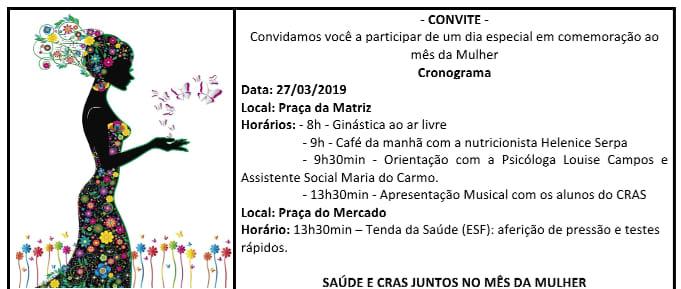 - CONVITE -
Convidamos você a participar de um dia especial em comemoração ao
mês da Mulher
Cronograma
Data: 27/03/2019
Local: Praça da Matriz
Horários: - 8h - Ginástica ao ar livre
- 9h - Café da manhã com a nutricionista Helenice Serpa
- 9h30min - Orientação com a Psicóloga Louise Campos e
Assistente Social Maria do Carmo.
- 13h30min - Apresentação Musical com os alunos do CRAS
Local: Praça do Mercado
Horário: 13h30min – Tenda da Saúde (ESF): aferição de pressão e testes
rápidos.
SAÚDE E CRAS JUNTOS NO MÊS DA MULHER